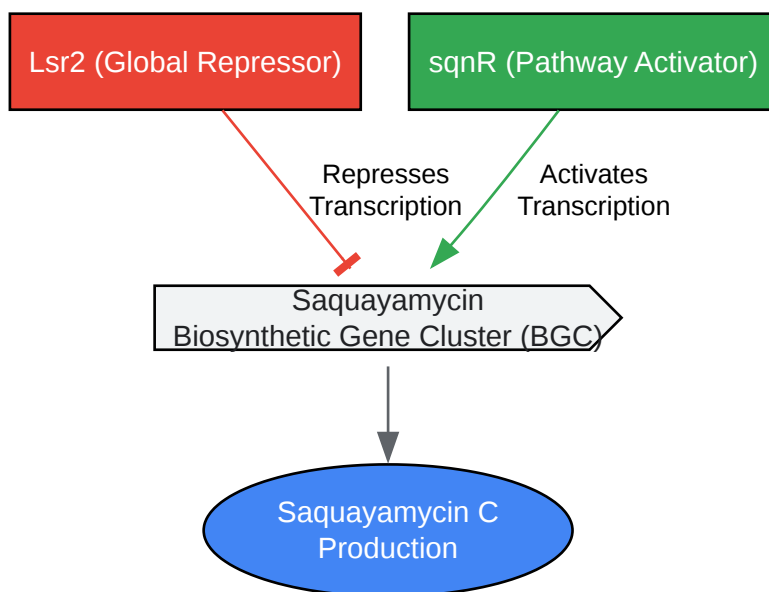 Lsr2 (Global Repressor)
sqnR (Pathway Activator)
Represses
Transcription
Activates
Transcription
Saquayamycin
Biosynthetic Gene Cluster (BGC)
Saquayamycin C
Production